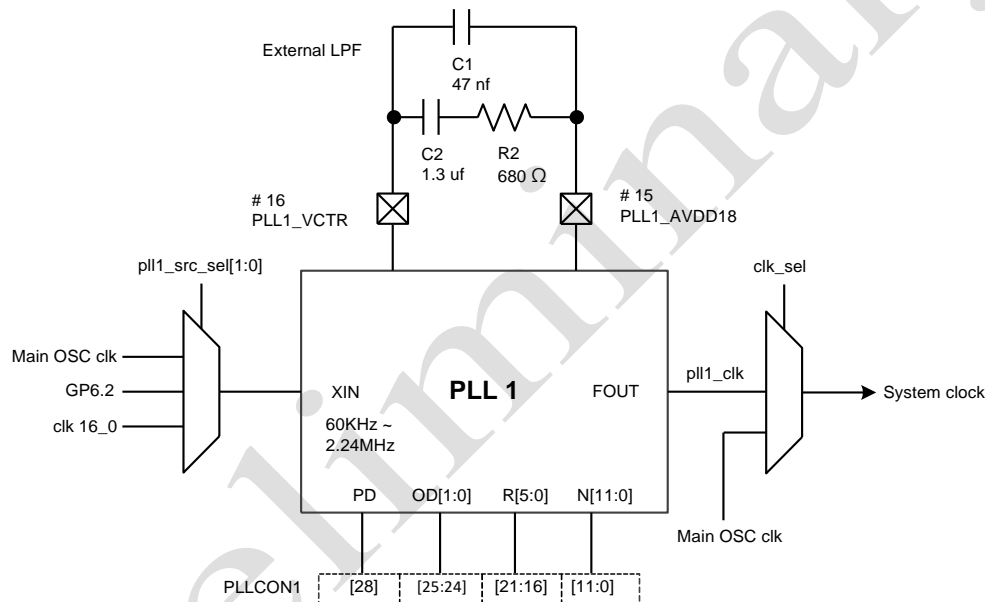 External LPF
C1
47 nf
C2
1.3 uf
R2
680 Ω
# 16
PLL1_VCTR
# 15
PLL1_AVDD18
pll1_src_sel[1:0]
clk_sel
Main OSC clk
GP6.2
clk 16_0
XIN
60KHz ~
2.24MHz
PLL 1
FOUT
pll1_clk
System clock
PD OD[1:0] R[5:0] N[11:0]
Main OSC clk
PLLCON1 [28] [25:24] [21:16] [11:0]